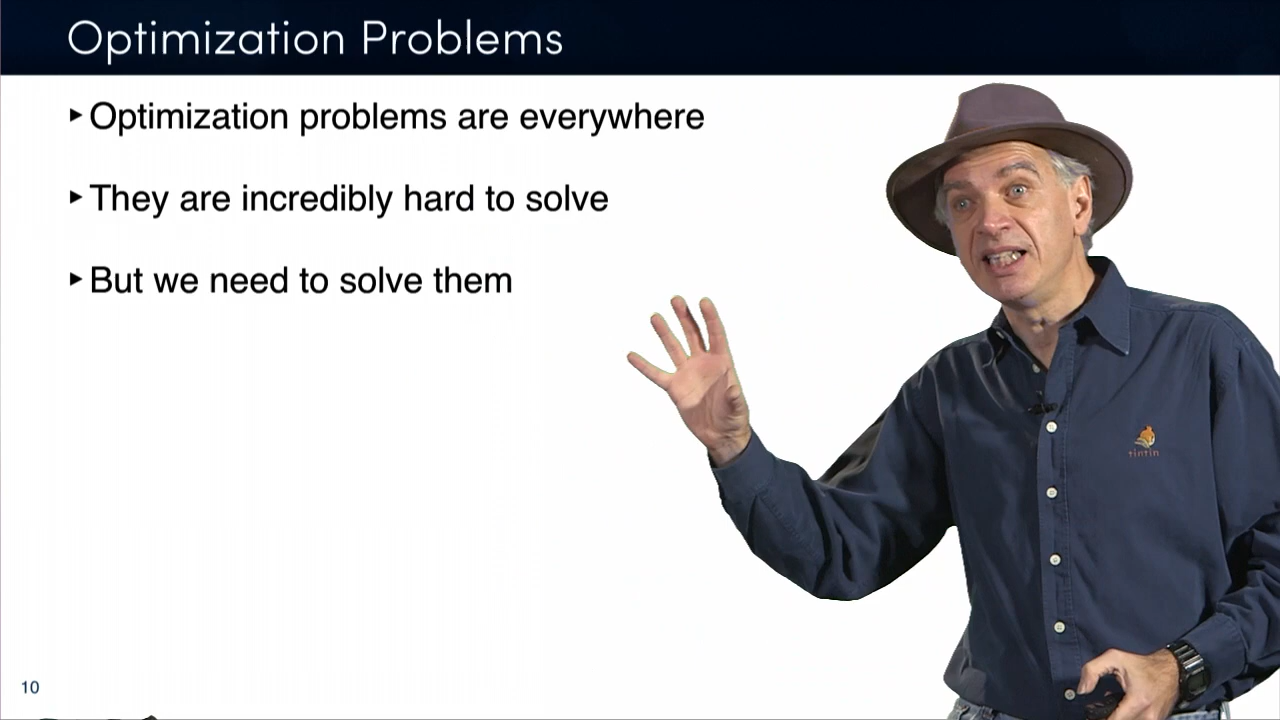 Optimization Problems
▸Optimization problems are everywhere
▸They are incredibly hard to solve
▸But we need to solve them
tintin
10